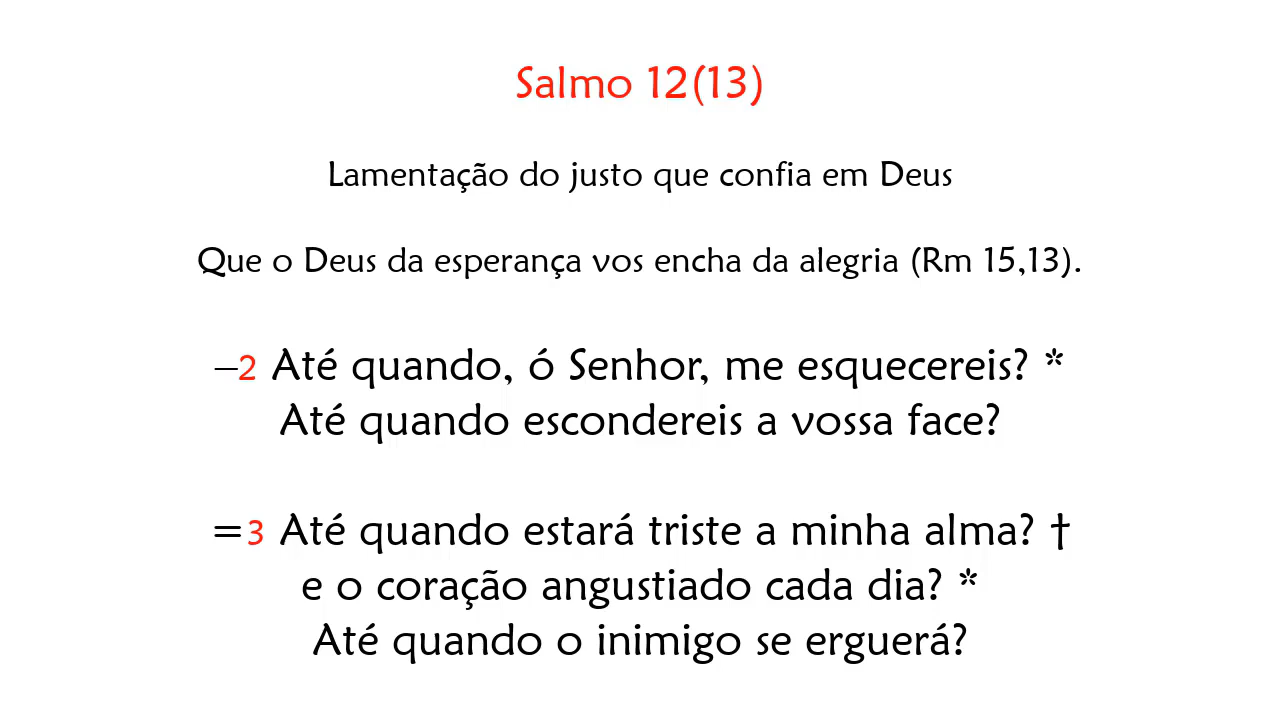 Salmo 12(13)
Lamentação do justo que confia em Deus
Que o Deus da esperança vos encha da alegria (Rm 15,13).
–2 Até quando, ó Senhor, me esquecereis? *
Até quando escondereis a vossa face?
=3 Até quando estará triste a minha alma? †
e o coração angustiado cada dia? *
Até quando o inimigo se erguerá?